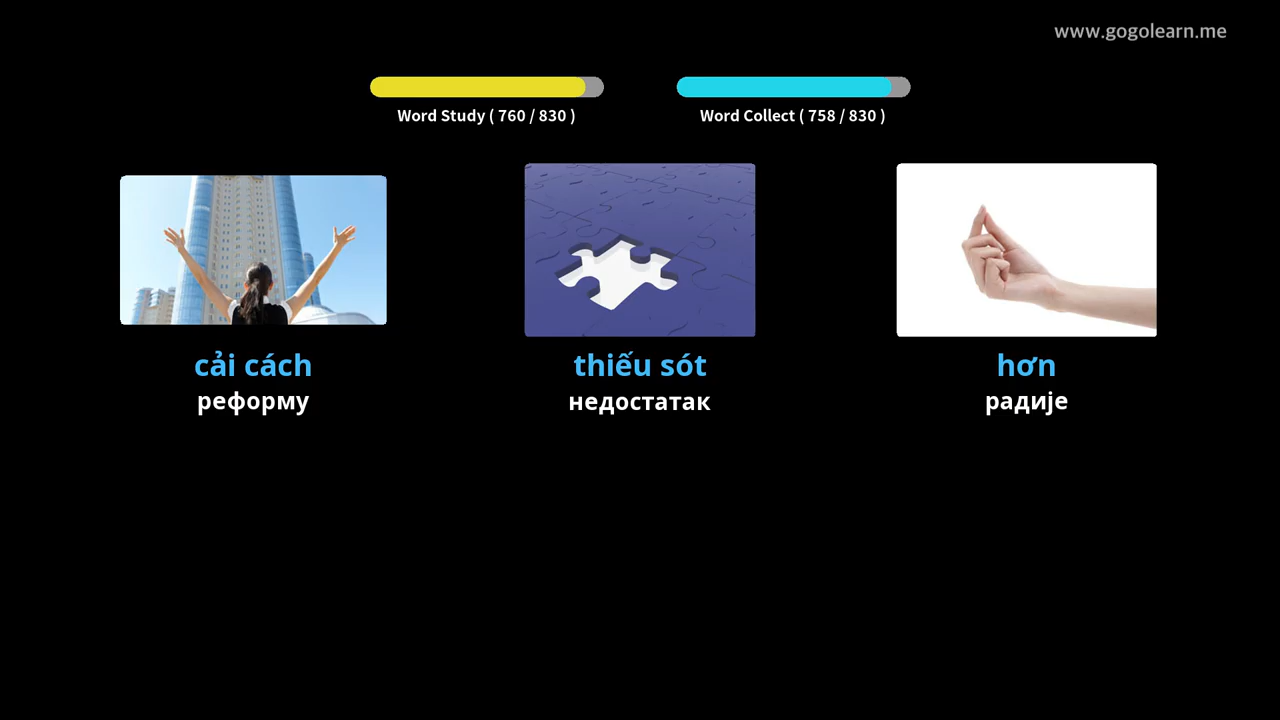 www.gogolearn.me
Word Study ( 760 / 830 )
Word Collect ( 758 / 830 )
cải cách
реформу
thiếu sót
недостатак
hơn
радије